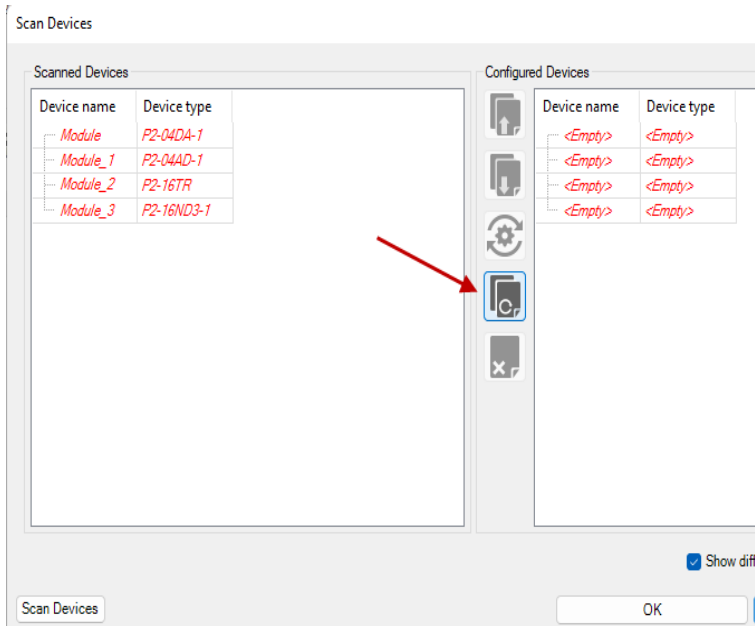 Scan Devices
Scanned Devices
Device name Device type
Module P2-04DA-1
Module_1 P2-04AD-1
Module_2 P2-16TR
Module_3 P2-16ND3-1
Configured Devices
Device name Device type
<Empty> <Empty>
<Empty> <Empty>
<Empty> <Empty>
<Empty> <Empty>
Show diff
Scan Devices
OK